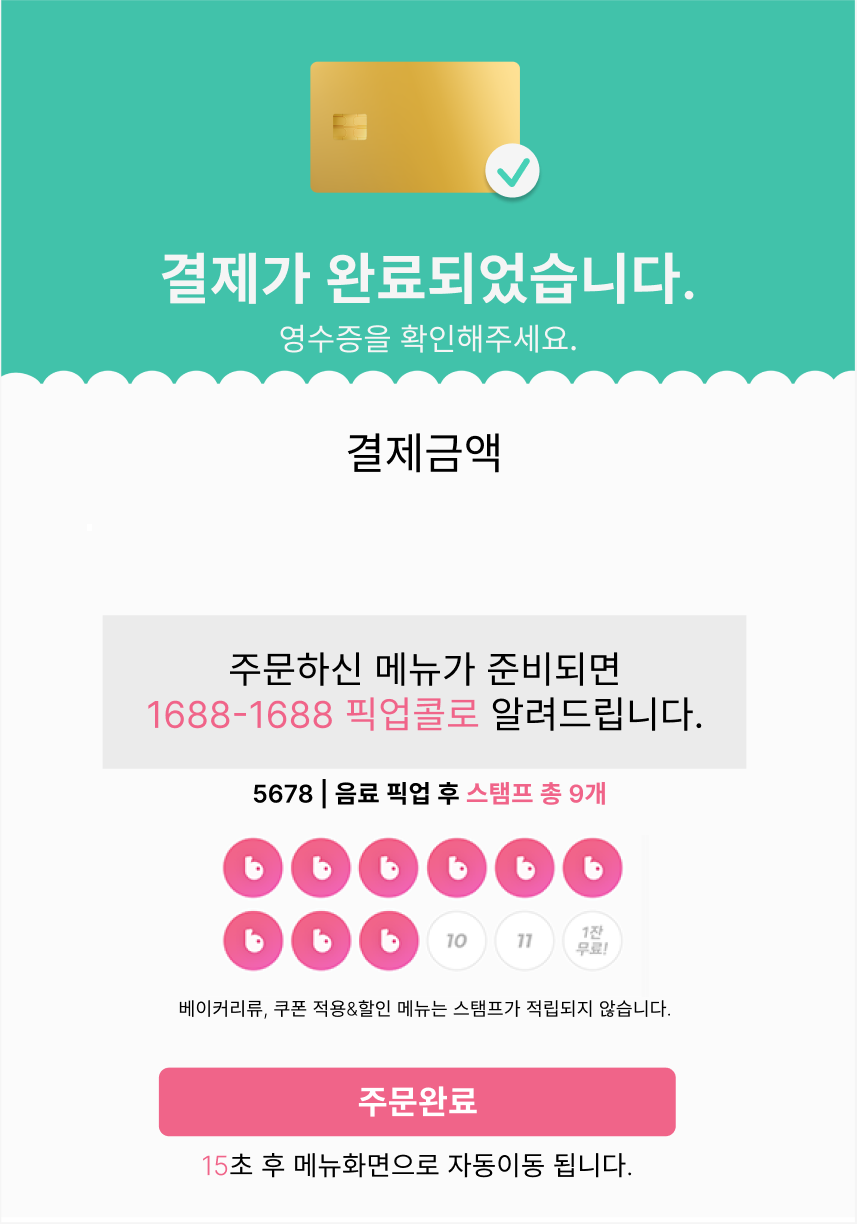 결제가 완료되었습니다.
영수증을 확인해주세요.
결제금액
주문하신 메뉴가 준비되면
1688-1688 픽업콜로 알려드립니다.
5678 | 음료 픽업 후 스탬프 총 9개
b b b b b b
b b b 10 11 1잔 무료!
베이커리류, 쿠폰 적용&할인 메뉴는 스탬프가 적립되지 않습니다.
주문완료
15초 후 메뉴화면으로 자동이동 됩니다.